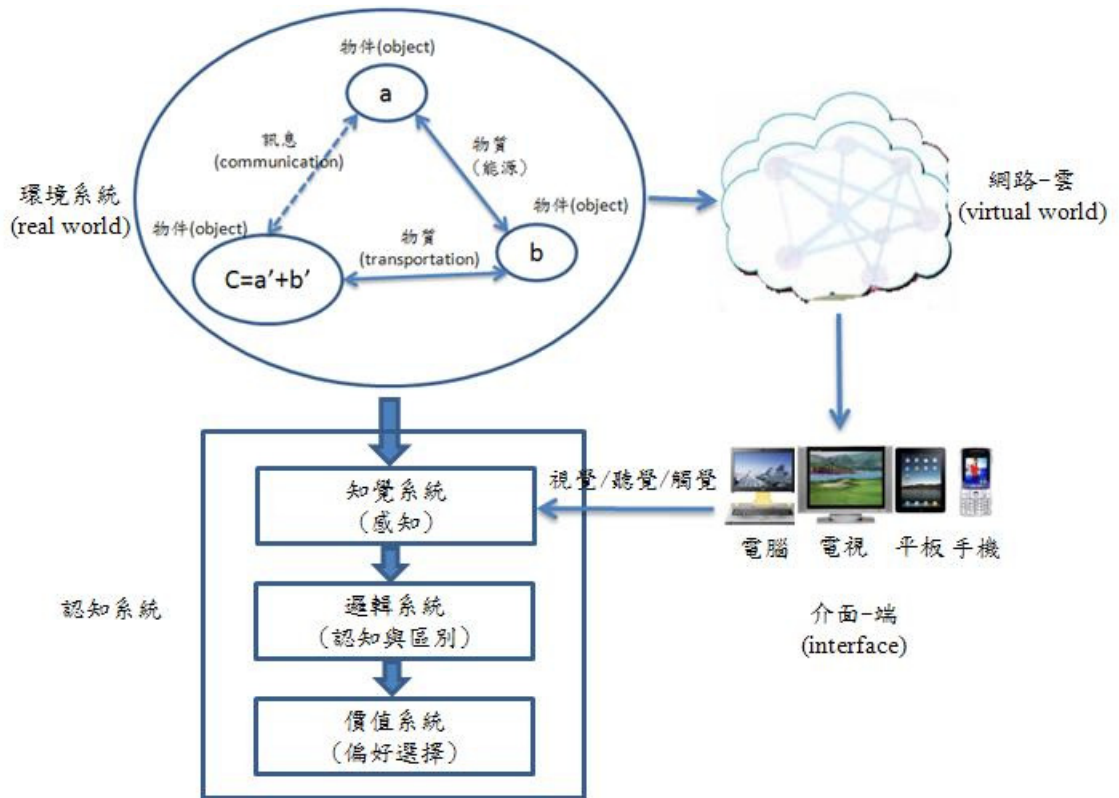 物件(object)
a
訊息
(communication)
物質
(能源)
環境系統
(real world)
物件(object)
物件(object)
物質
(transportation)
b
C=a′+b′
網路-雲
(virtual world)
視覺/聽覺/觸覺
知覺系統
(感知)
電腦
電視
平板
手機
認知系統
邏輯系統
(認知與區別)
介面-端
(interface)
價值系統
(偏好選擇)